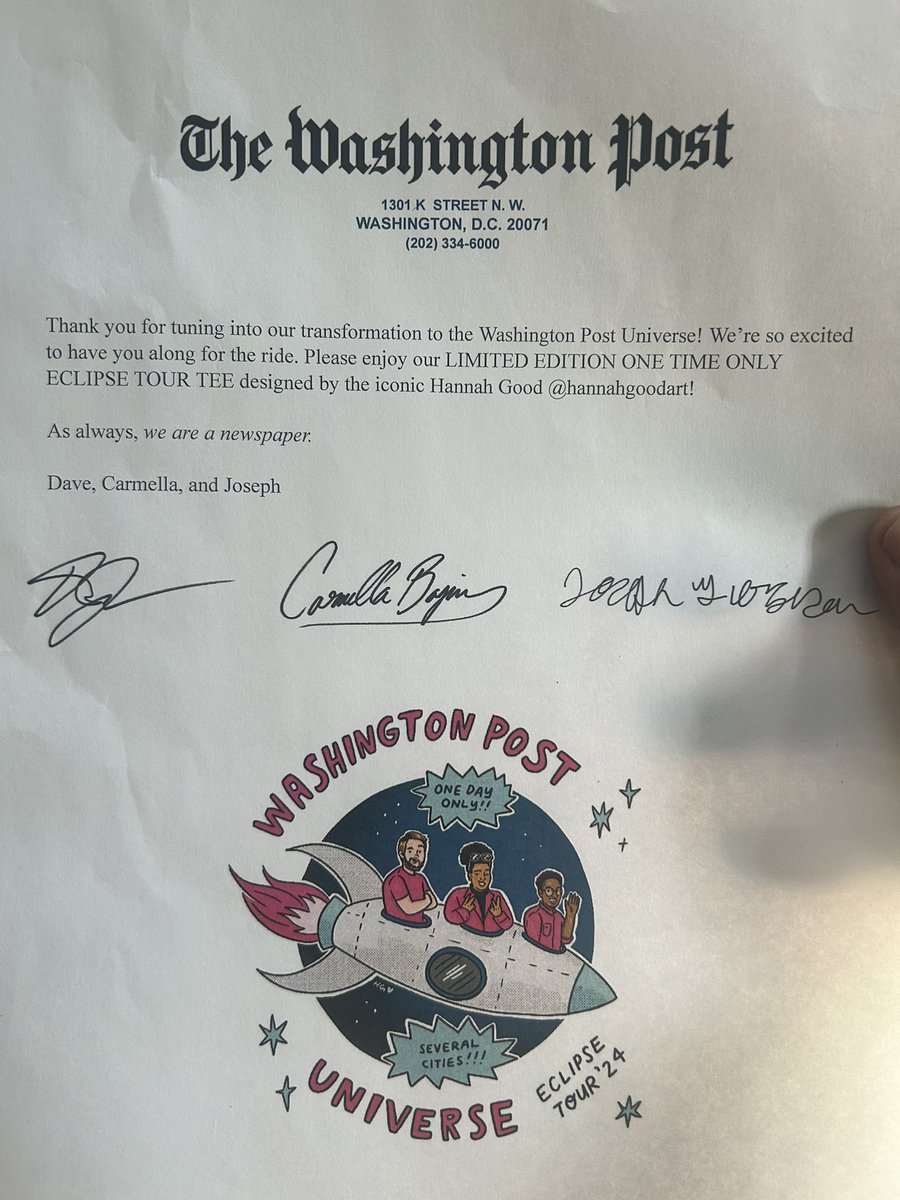 The Washington Post
1301 K STREET N. W.
WASHINGTON, D.C. 20071
(202) 334-6000
Thank you for tuning into our transformation to the Washington Post Universe! We’re so excited
to have you along for the ride. Please enjoy our LIMITED EDITION ONE TIME ONLY
ECLIPSE TOUR TEE designed by the iconic Hannah Good @hannahgoodart!
As always, we are a newspaper.
Dave, Carmella, and Joseph
Carmella
WASHINGTON POST
ONE DAY
ONLY!!
HG
SEVERAL
CITIES!!!
UNIVERSE
ECLIPSE
TOUR '24